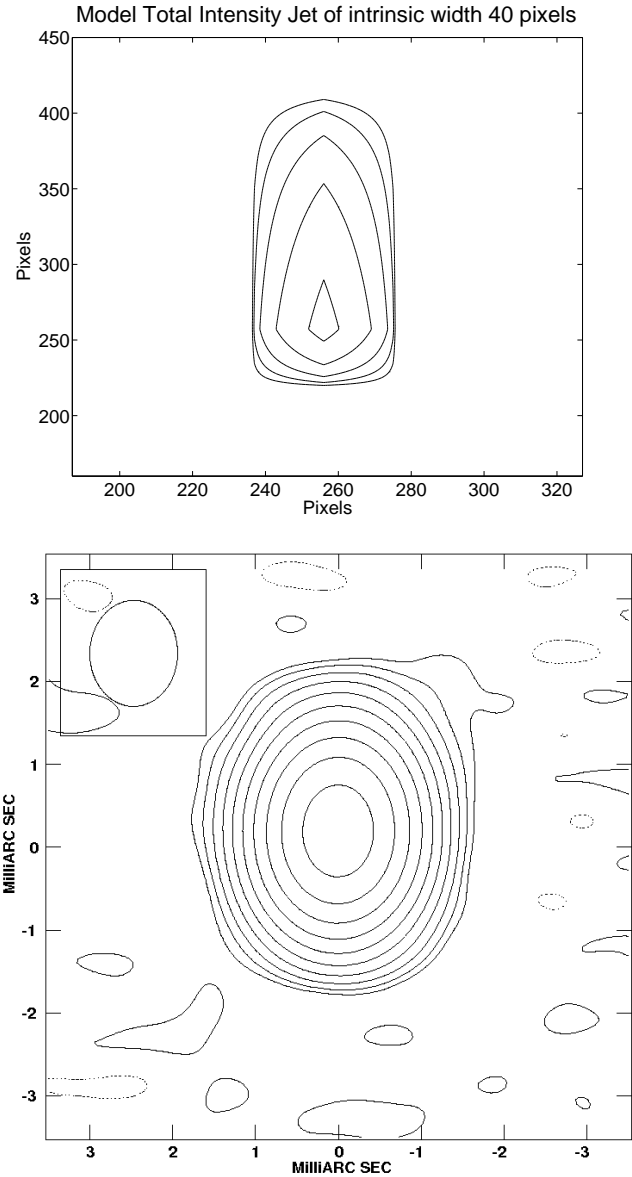 Model Total Intensity Jet of intrinsic width 40 pixels
450
400
350
300
250
200
Pixels
200 220 240 260 280 300 320
Pixels
3
2
1
0
-1
-2
-3
MilliARC SEC
3 2 1 0 -1 -2 -3
MilliARC SEC